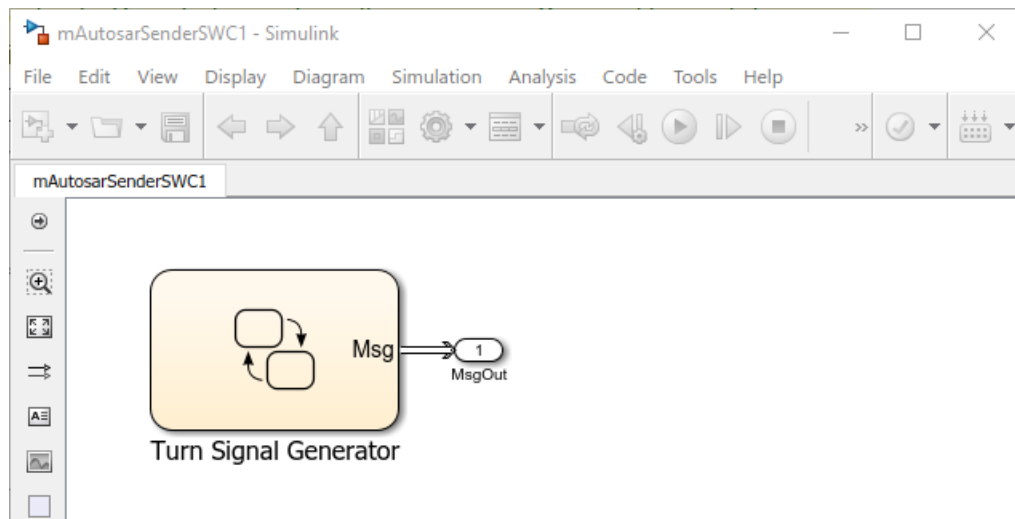 mAutosarSenderSWC1 - Simulink
File Edit View Display Diagram Simulation Analysis Code Tools Help
»
mAutosarSenderSWC1
Msg
1
MsgOut
Turn Signal Generator